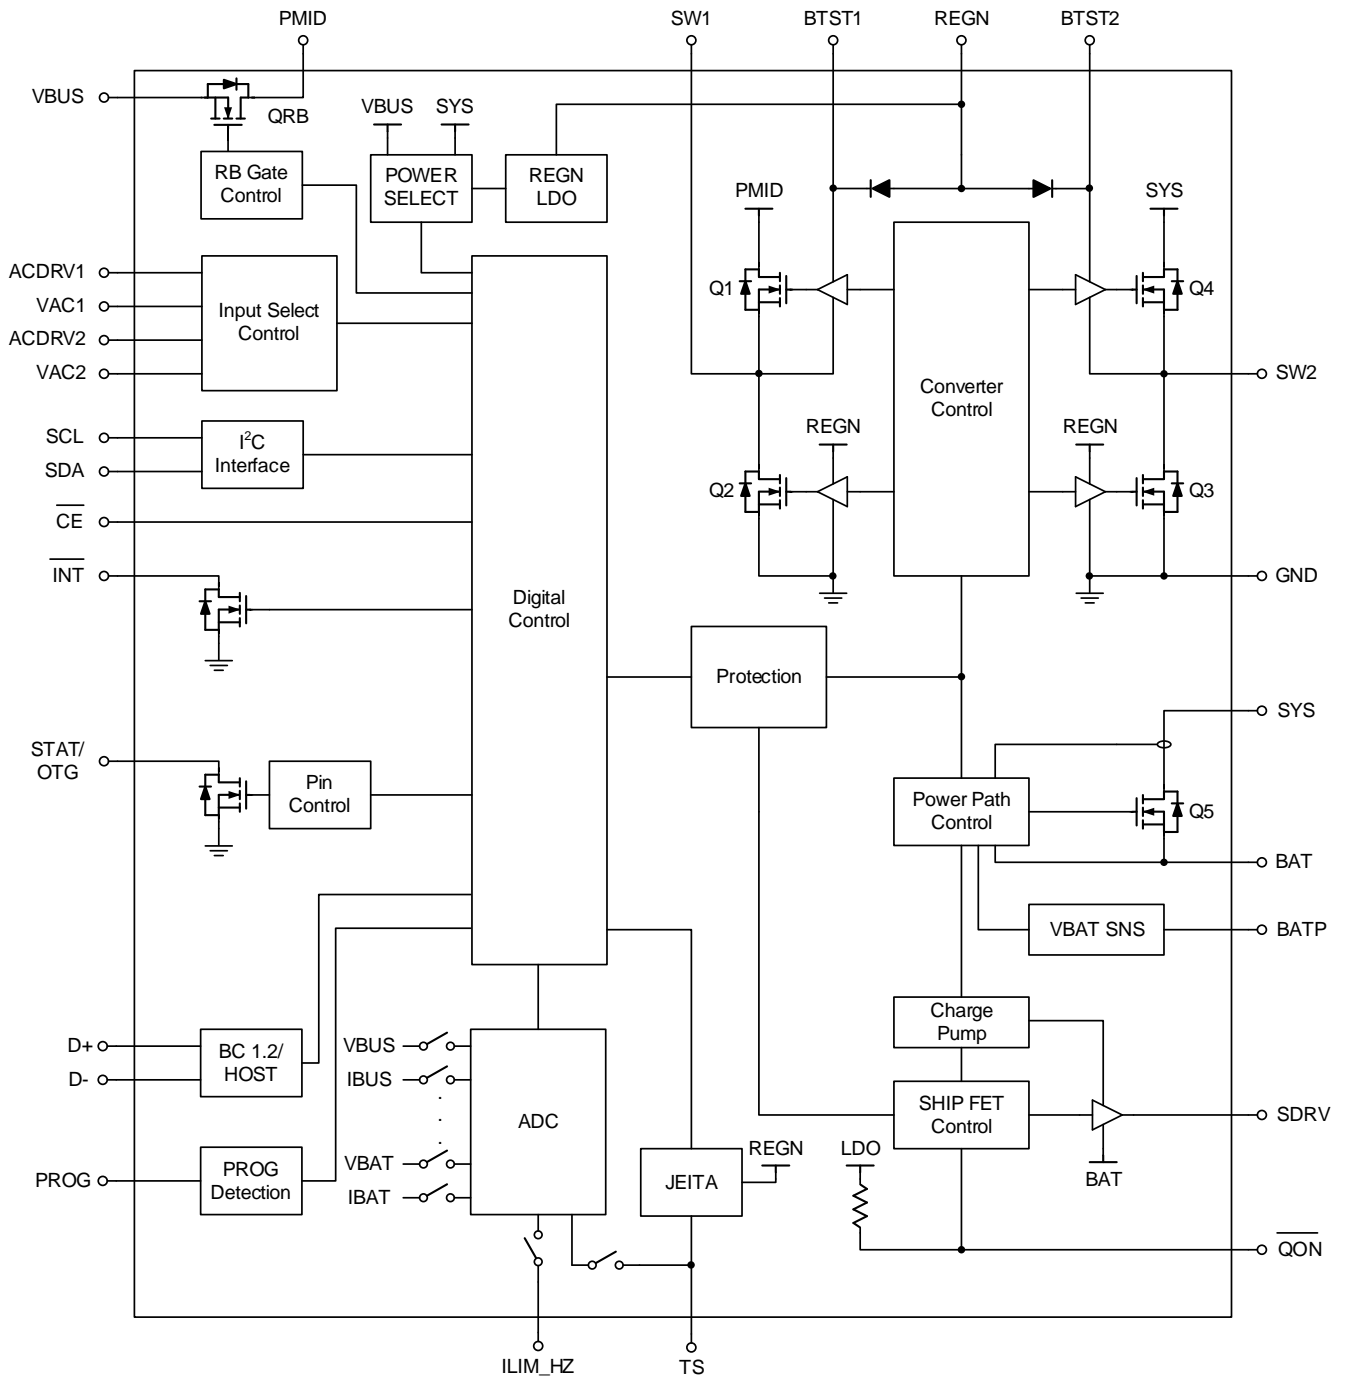 PMID
SW1
BTST1
REGN
BTST2
VBUS
QRB
VBUS
SYS
RB Gate
Control
POWER
SELECT
REGN
LDO
PMID
SYS
ACDRV1
VAC1
ACDRV2
VAC2
Input Select
Control
Q1
Q4
Converter
Control
SW2
SCL
SDA
I²C
Interface
REGN
REGN
Q2
Q3
C̅E̅
I̅N̅T̅
GND
Digital
Control
Protection
SYS
STAT/
OTG
Pin
Control
Power Path
Control
Q5
BAT
VBAT SNS
BATP
Charge
Pump
D+
D-
BC 1.2/
HOST
VBUS
IBUS
VBAT
IBAT
ADC
SHIP FET
Control
SDRV
BAT
PROG
PROG
Detection
JEITA
REGN
LDO
Q̅O̅N̅
ILIM_HZ
TS